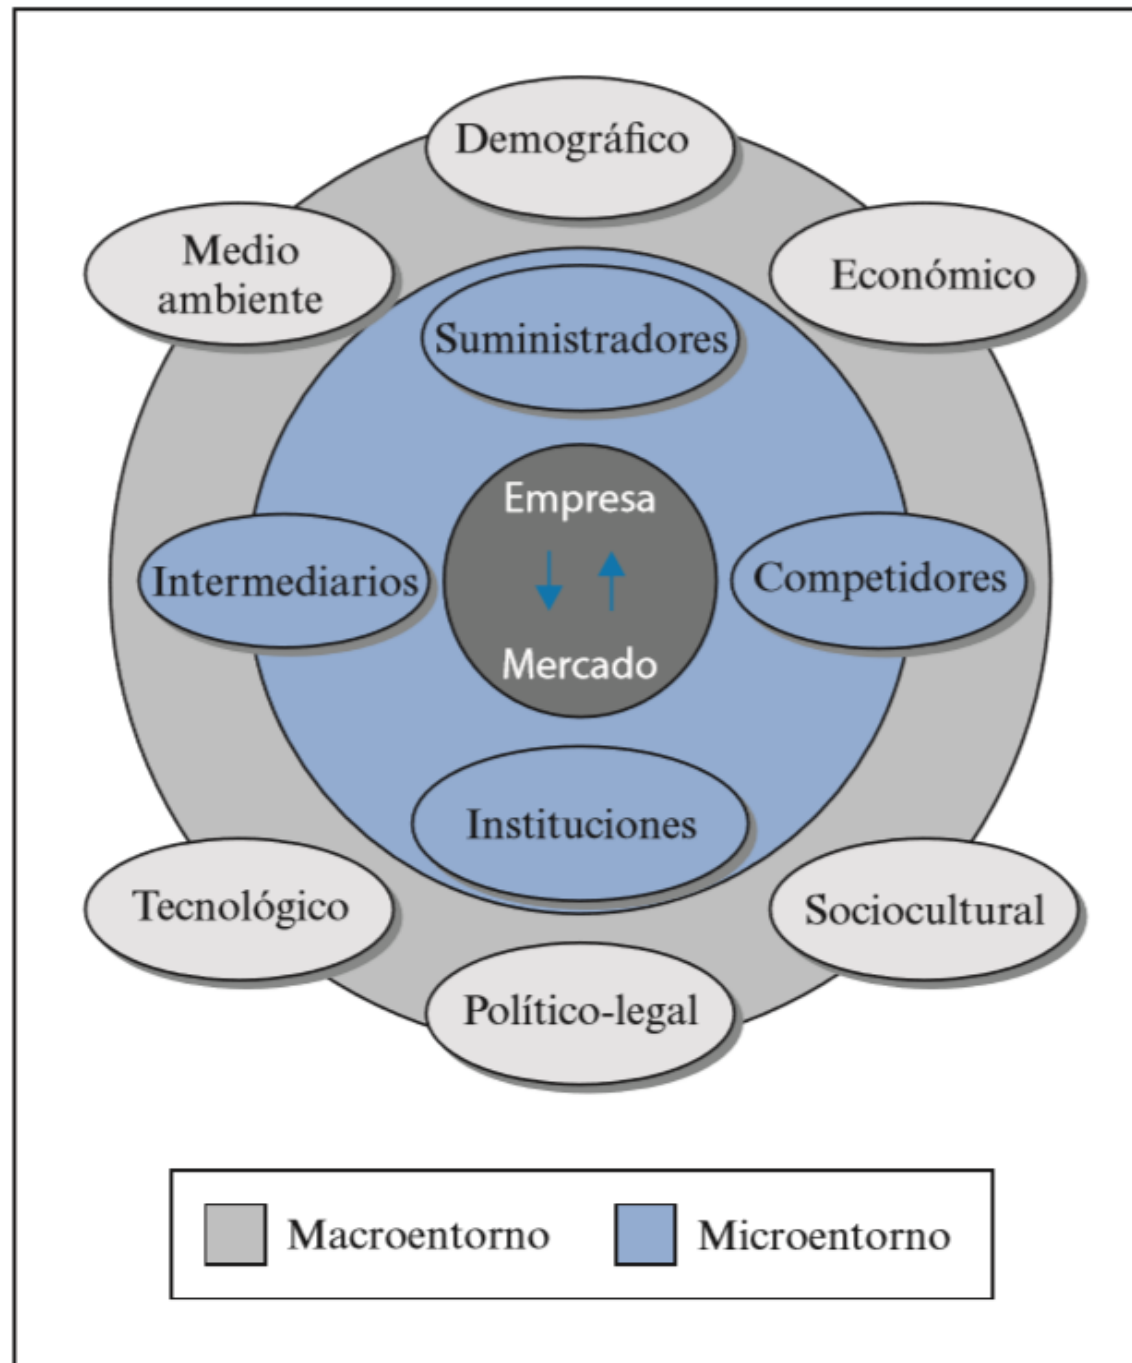 Demográfico
Medio
ambiente
Económico
Suministradores
Empresa
Intermediarios
Competidores
Mercado
Instituciones
Tecnológico
Sociocultural
Político-legal
Macroentorno
Microentorno